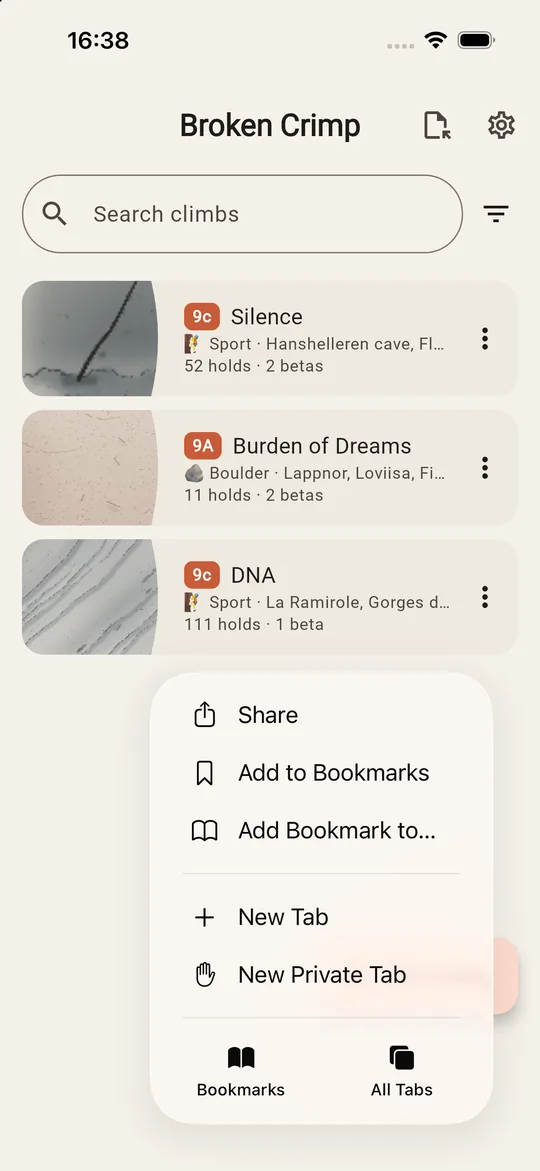 16:38
Broken Crimp
Search climbs
9c Silence
Sport · Hanshelleren cave, Fl...
52 holds · 2 betas
9A Burden of Dreams
Boulder · Lappnor, Loviisa, Fi...
11 holds · 2 betas
9c DNA
Sport · La Ramirole, Gorges d...
111 holds · 1 beta
Share
Add to Bookmarks
Add Bookmark to...
New Tab
New Private Tab
Bookmarks
All Tabs